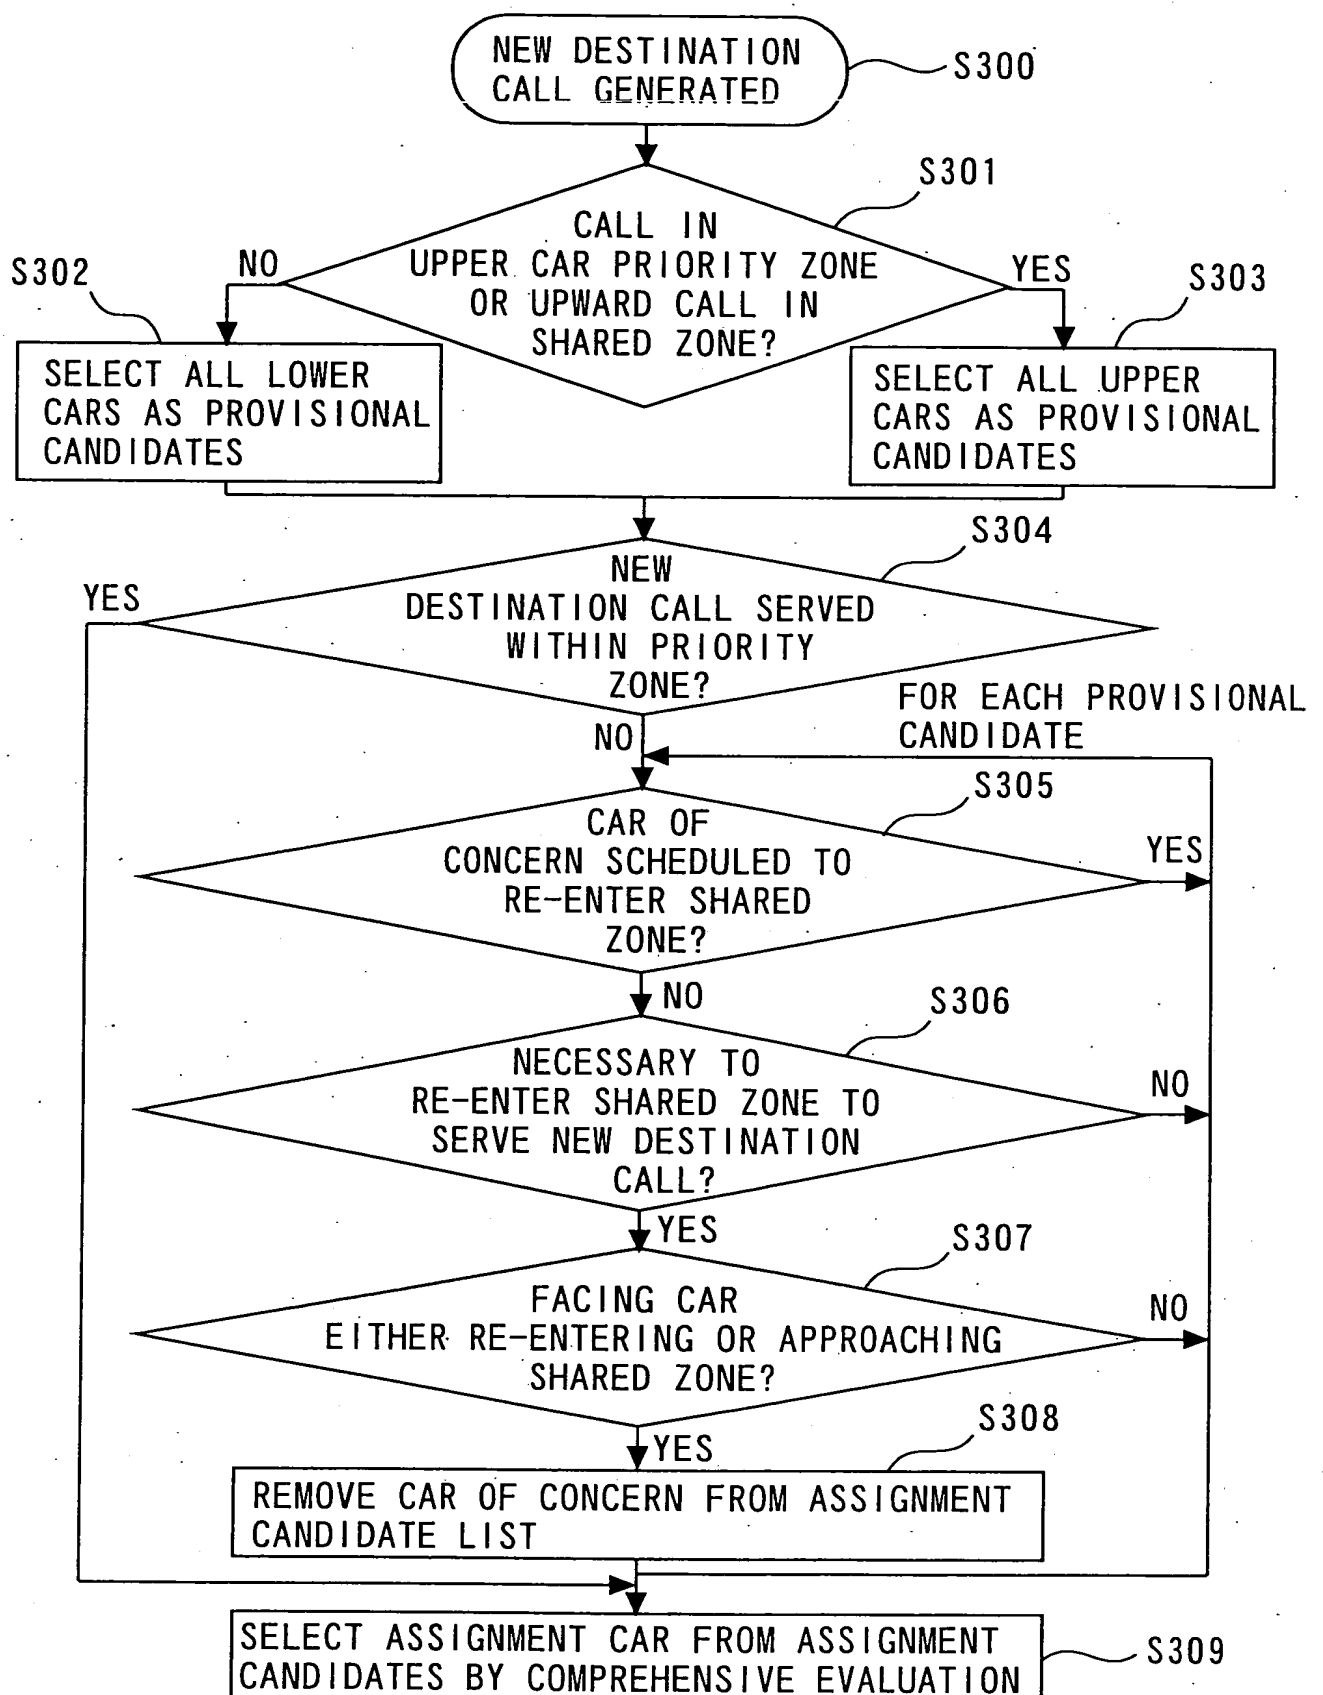 NEW DESTINATION
CALL GENERATED
S300
S301
CALL IN
UPPER CAR PRIORITY ZONE
OR UPWARD CALL IN
SHARED ZONE?
NO
YES
S302
S303
SELECT ALL LOWER
CARS AS PROVISIONAL
CANDIDATES
SELECT ALL UPPER
CARS AS PROVISIONAL
CANDIDATES
S304
NEW
DESTINATION CALL SERVED
WITHIN PRIORITY
ZONE?
YES
NO
FOR EACH PROVISIONAL
CANDIDATE
S305
CAR OF
CONCERN SCHEDULED TO
RE-ENTER SHARED
ZONE?
YES
NO
S306
NECESSARY TO
RE-ENTER SHARED ZONE TO
SERVE NEW DESTINATION
CALL?
NO
YES
S307
FACING CAR
EITHER RE-ENTERING OR APPROACHING
SHARED ZONE?
NO
YES
S308
REMOVE CAR OF CONCERN FROM ASSIGNMENT
CANDIDATE LIST
SELECT ASSIGNMENT CAR FROM ASSIGNMENT
CANDIDATES BY COMPREHENSIVE EVALUATION
S309